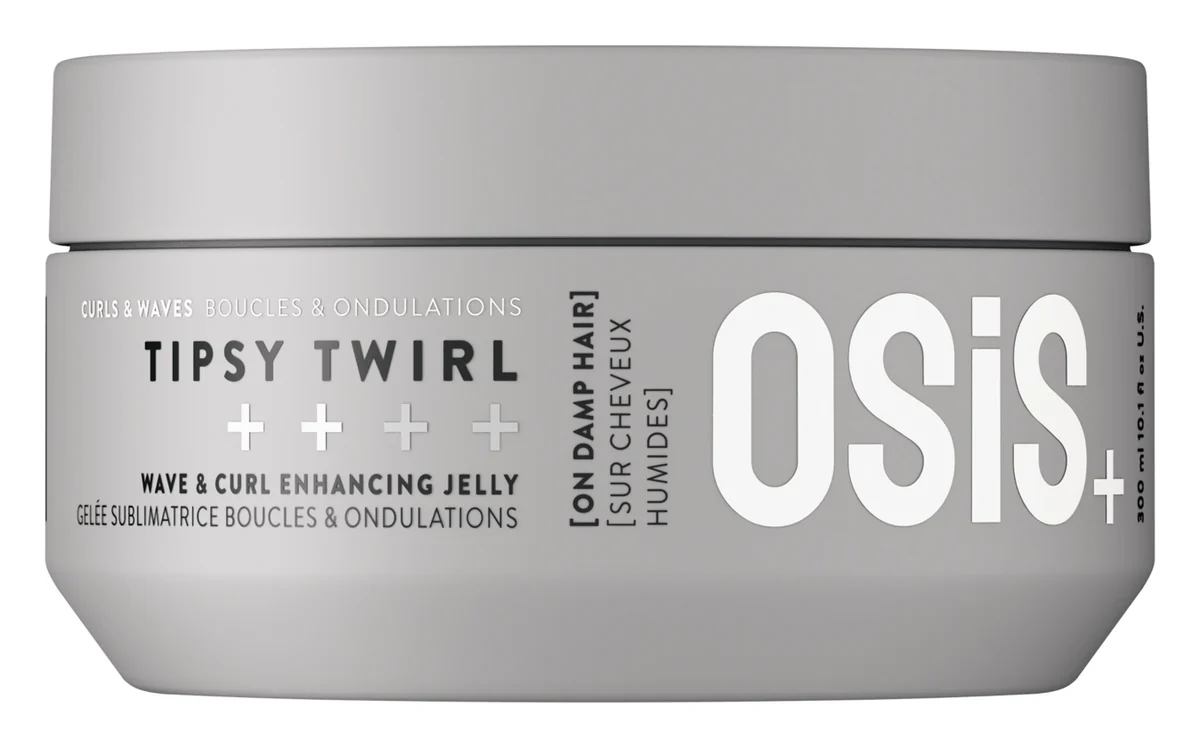 CURLS & WAVES BOUCLES & ONDULATIONS
TIPSY TWIRL
+ + + +
WAVE & CURL ENHANCING JELLY
GELÉE SUBLIMATRICE BOUCLES & ONDULATIONS
[ON DAMP HAIR]
[SUR CHEVEUX
HUMIDES]
OSiS+
300 ml 10.1 fl oz U.S.